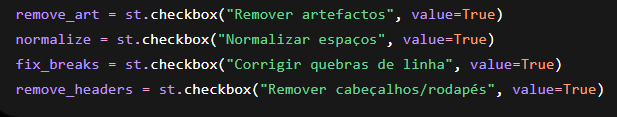 remove_art = st.checkbox("Remover artefactos", value=True)
normalize = st.checkbox("Normalizar espaços", value=True)
fix_breaks = st.checkbox("Corrigir quebras de linha", value=True)
remove_headers = st.checkbox("Remover cabeçalhos/rodapés", value=True)